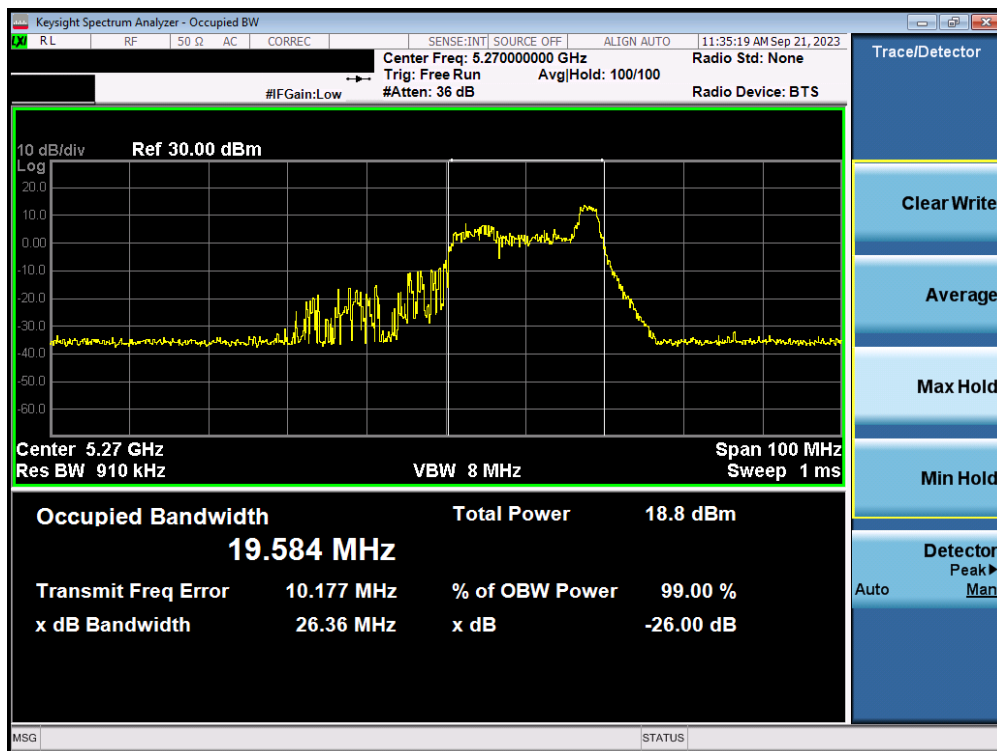 Keysight Spectrum Analyzer - Occupied BW
LXI RL RF 50 Ω AC CORREC SENSE:INT SOURCE OFF ALIGN AUTO 11:35:19 AM Sep 21, 2023
Center Freq: 5.270000000 GHz Radio Std: None
Trig: Free Run Avg|Hold: 100/100
#IFGain:Low #Atten: 36 dB Radio Device: BTS
Trace/Detector
10 dB/div Ref 30.00 dBm
Log
20.0
10.0
0.00
-10.0
-20.0
-30.0
-40.0
-50.0
-60.0
Center 5.27 GHz Span 100 MHz
Res BW 910 kHz VBW 8 MHz Sweep 1 ms
Occupied Bandwidth Total Power 18.8 dBm
19.584 MHz
Transmit Freq Error 10.177 MHz % of OBW Power 99.00 %
x dB Bandwidth 26.36 MHz x dB -26.00 dB
Clear Write
Average
Max Hold
Min Hold
Detector
Peak▶
Auto Man
MSG STATUS